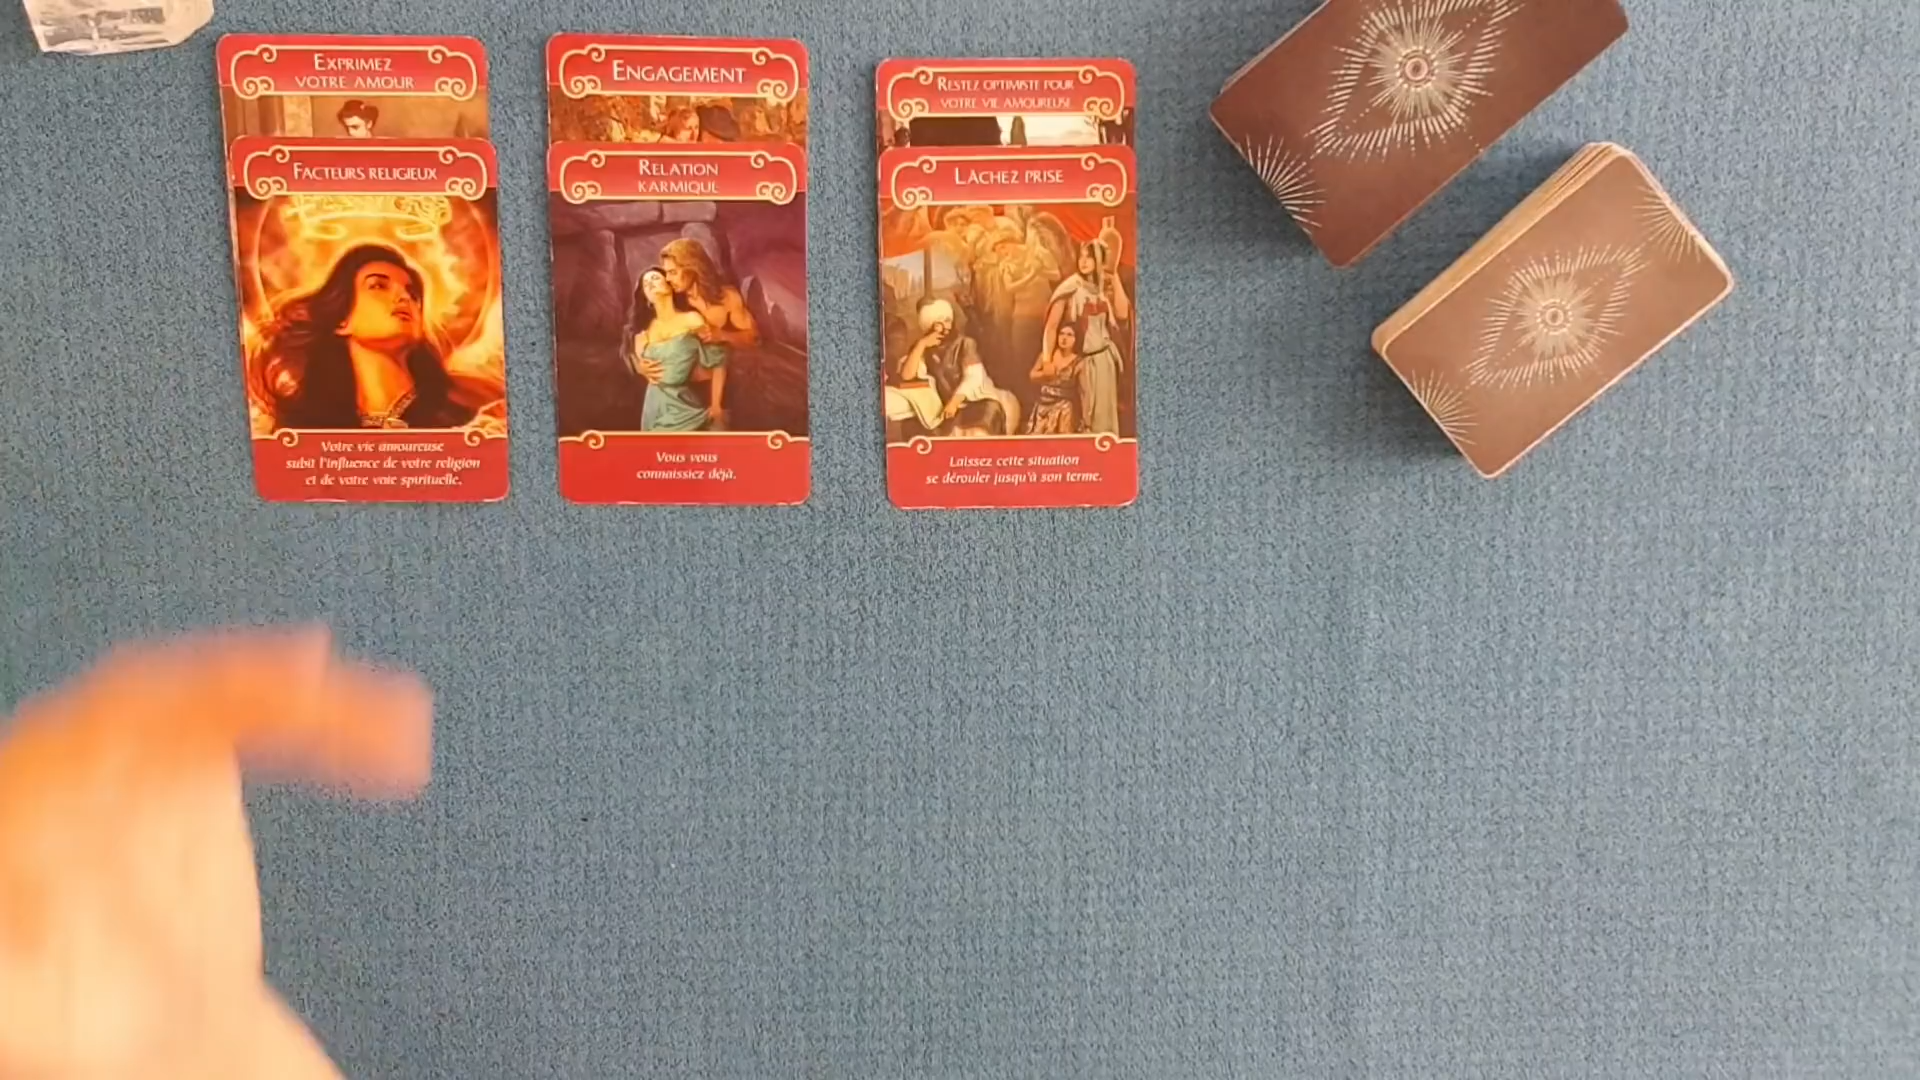 EXPRIMEZ
VOTRE AMOUR
FACTEURS RELIGIEUX
Votre vie amoureuse
subit l'influence de votre religion
et de votre voie spirituelle.
ENGAGEMENT
RELATION
KARMIQUE
Vous vous
connaissiez déjà.
RESTEZ OPTIMISTE POUR
VOTRE VIE AMOUREUSE
LÂCHEZ PRISE
Laissez cette situation
se dérouler jusqu'à son terme.